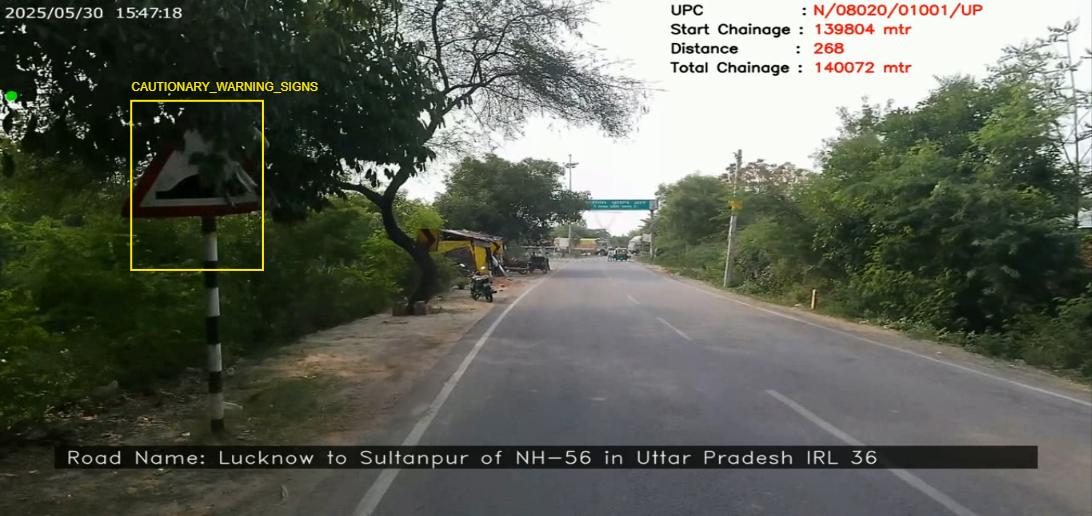 2025/05/30 15:47:18
UPC : N/08020/01001/UP
Start Chainage : 139804 mtr
Distance : 268
Total Chainage : 140072 mtr
CAUTIONARY_WARNING_SIGNS
Road Name: Lucknow to Sultanpur of NH-56 in Uttar Pradesh IRL 36